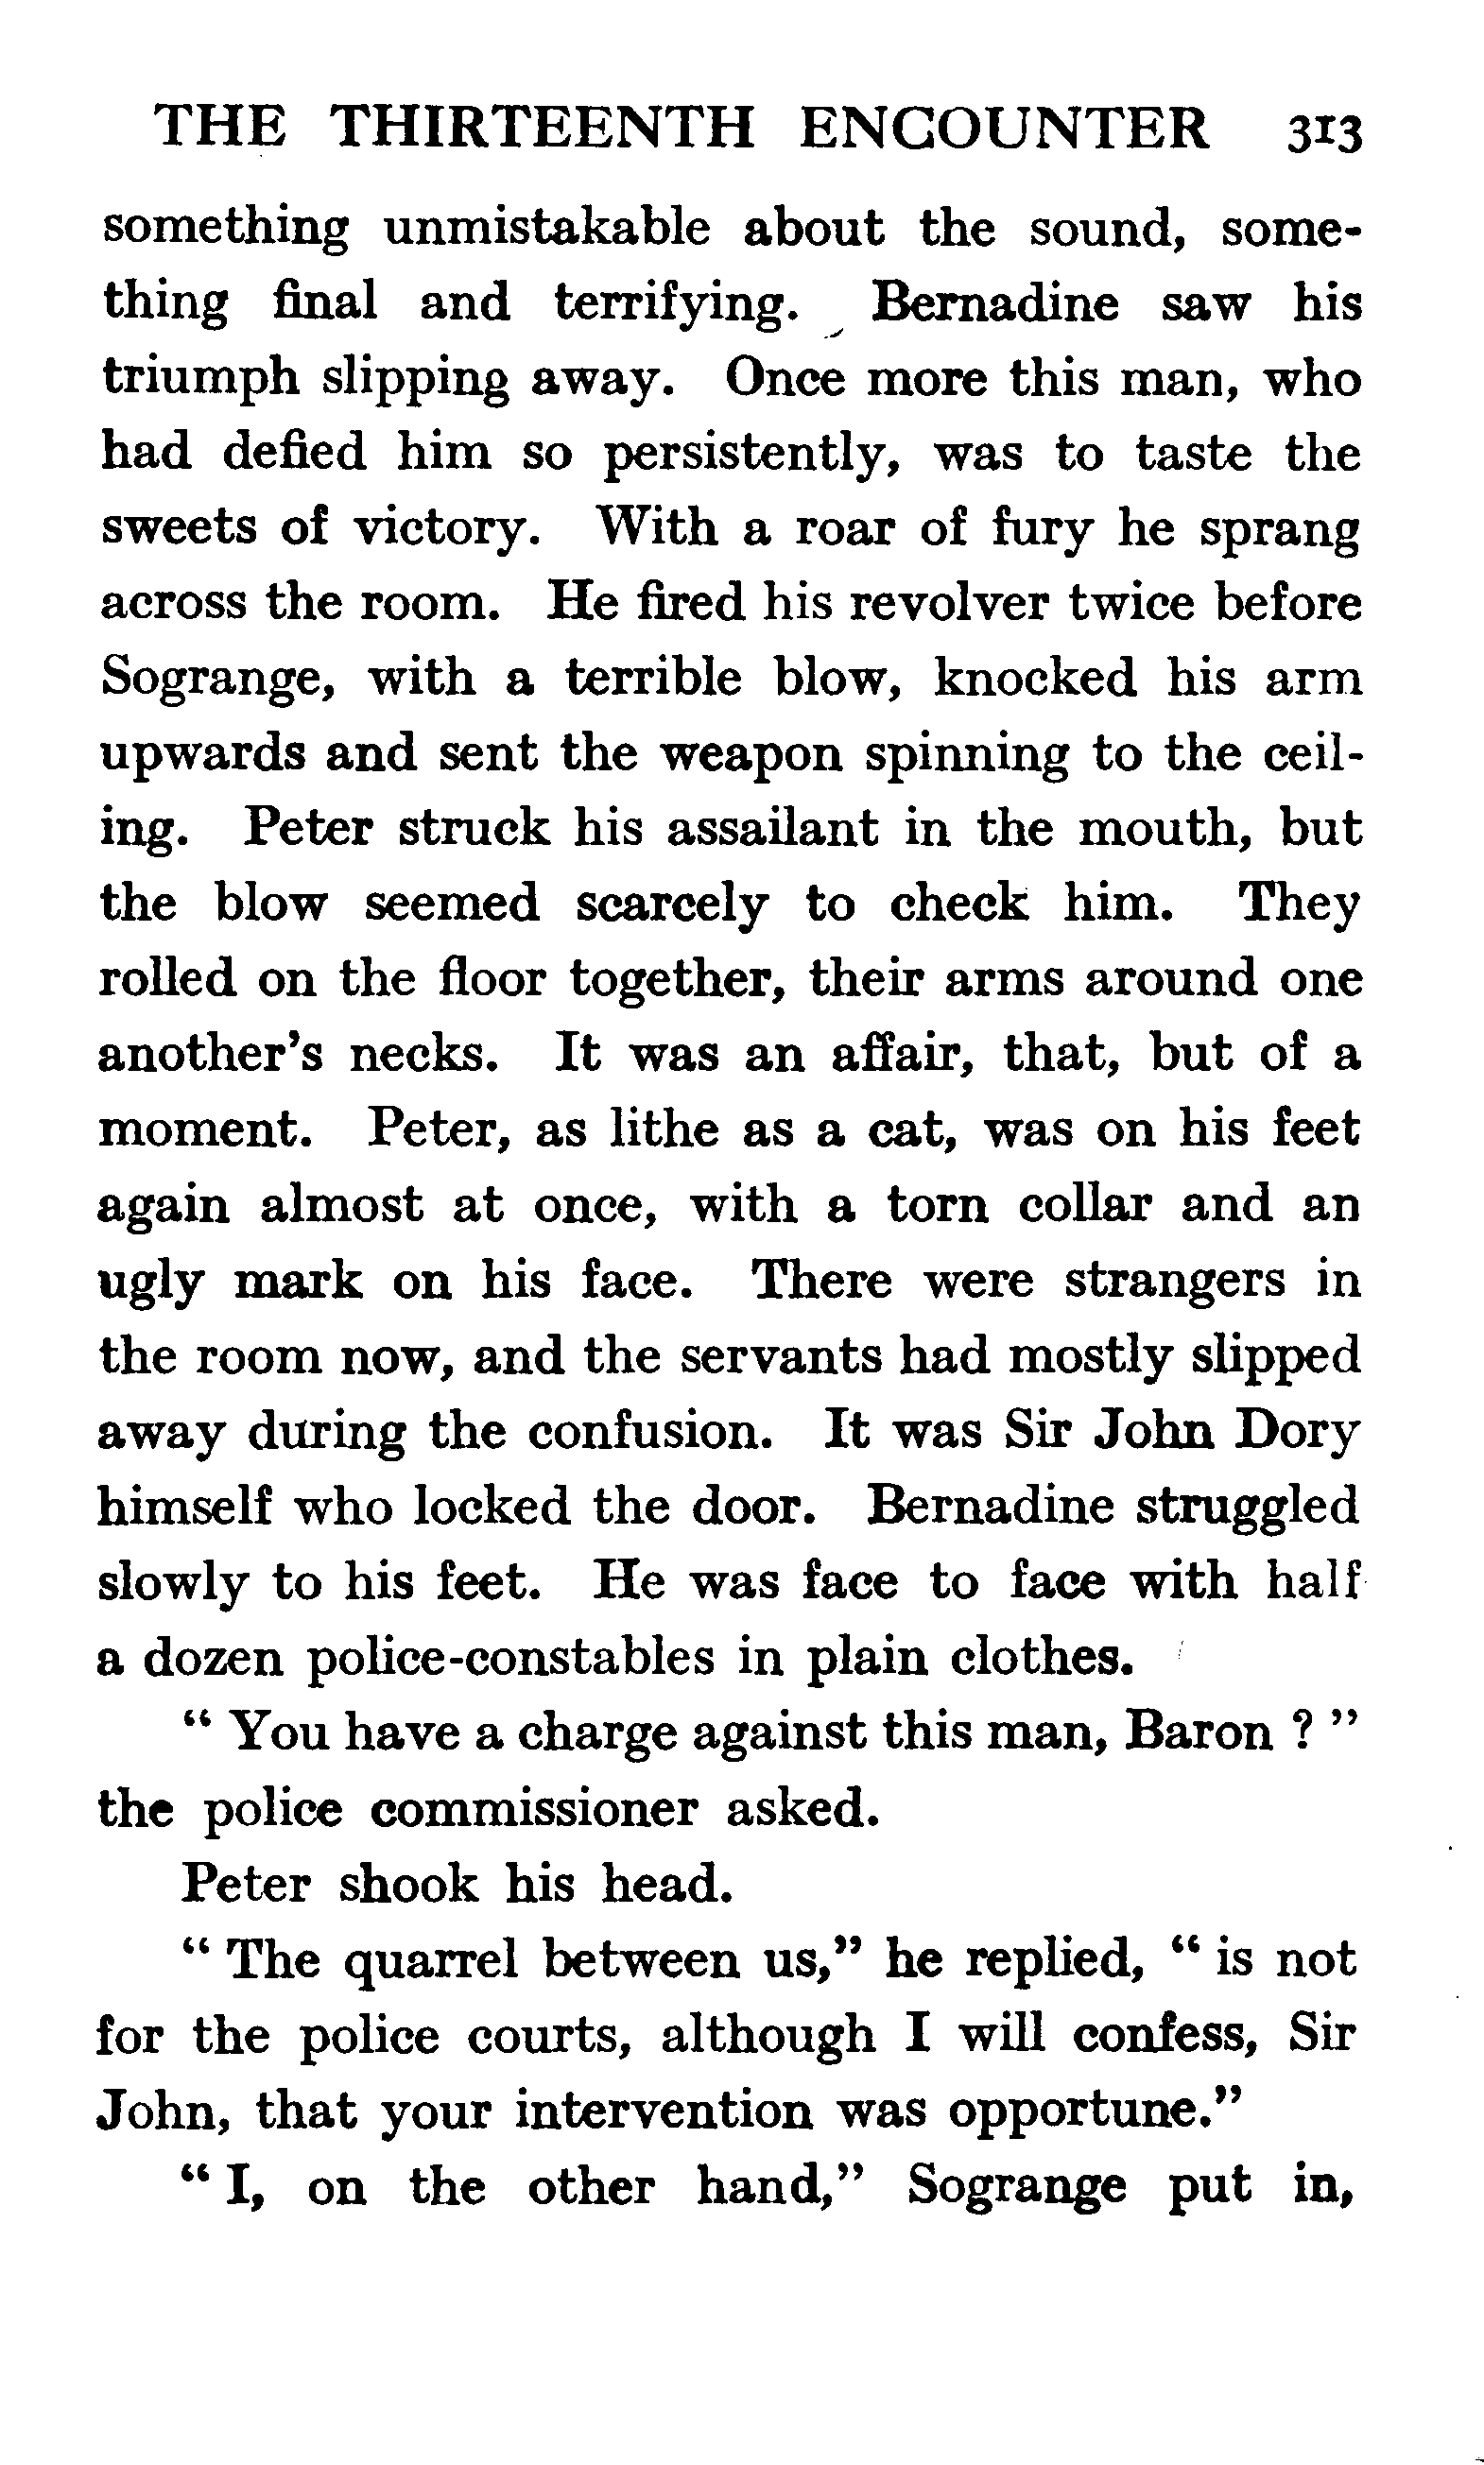 THE THIRTEENTH ENCOUNTER 313
something unmistakable about the sound, some-
thing final and terrifying. Bernadine saw his
triumph slipping away. Once more this man, who
had defied him so persistently, was to taste the
sweets of victory. With a roar of fury he sprang
across the room. He fired his revolver twice before
Sogrange, with a terrible blow, knocked his arm
upwards and sent the weapon spinning to the ceil-
ing. Peter struck his assailant in the mouth, but
the blow seemed scarcely to check him. They
rolled on the floor together, their arms around one
another's necks. It was an affair, that, but of a
moment. Peter, as lithe as a cat, was on his feet
again almost at once, with a torn collar and an
ugly mark on his face. There were strangers in
the room now, and the servants had mostly slipped
away during the confusion. It was Sir John Dory
himself who locked the door. Bernadine struggled
slowly to his feet. He was face to face with half
a dozen police-constables in plain clothes.
“ You have a charge against this man, Baron ? ”
the police commissioner asked.
Peter shook his head.
“ The quarrel between us,” he replied, “ is not
for the police courts, although I will confess, Sir
John, that your intervention was opportune.”
“ I, on the other hand,” Sogrange put in,